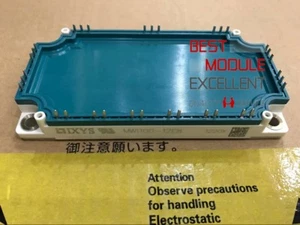 BEST
MODULE
EXCELLENT
IXYS
御注意願います。
Attention
Observe precautions
for handling
Electrostatic